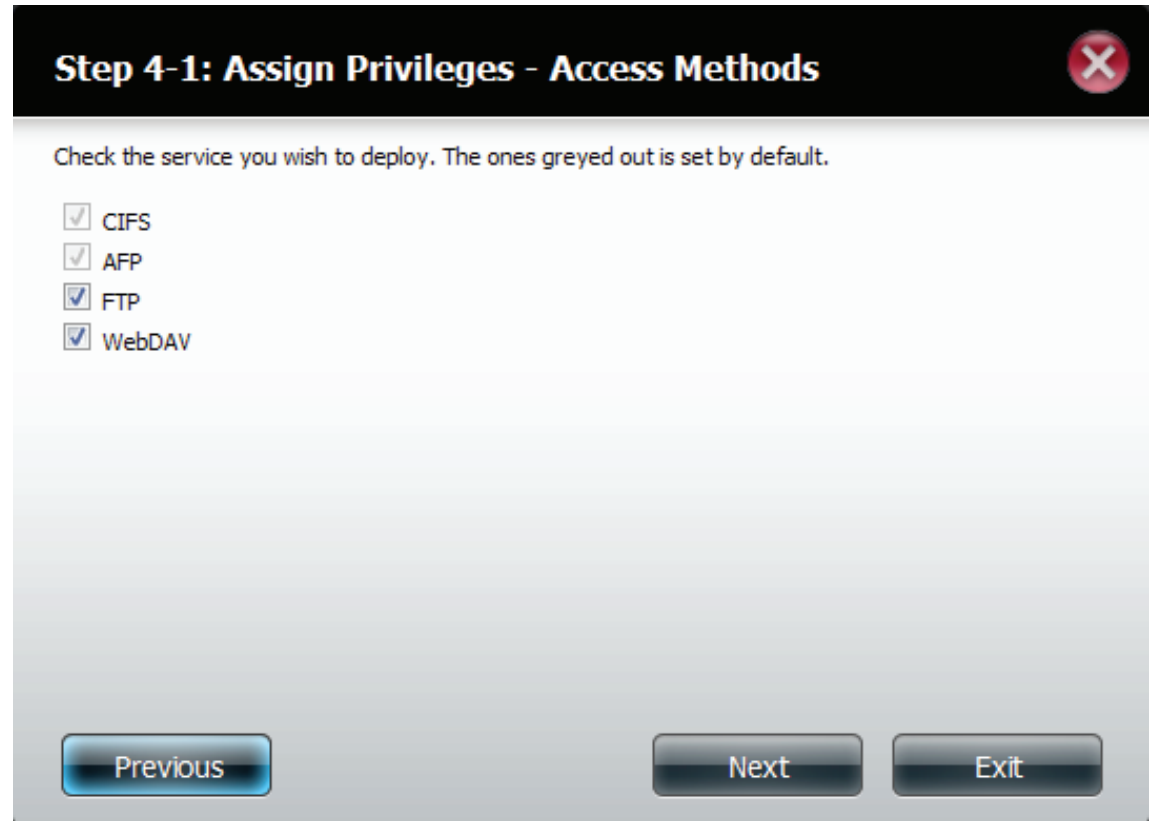 Step 4-1: Assign Privileges - Access Methods
Check the service you wish to deploy. The ones greyed out is set by default.
CIFS
AFP
FTP
WebDAV
Previous Next Exit